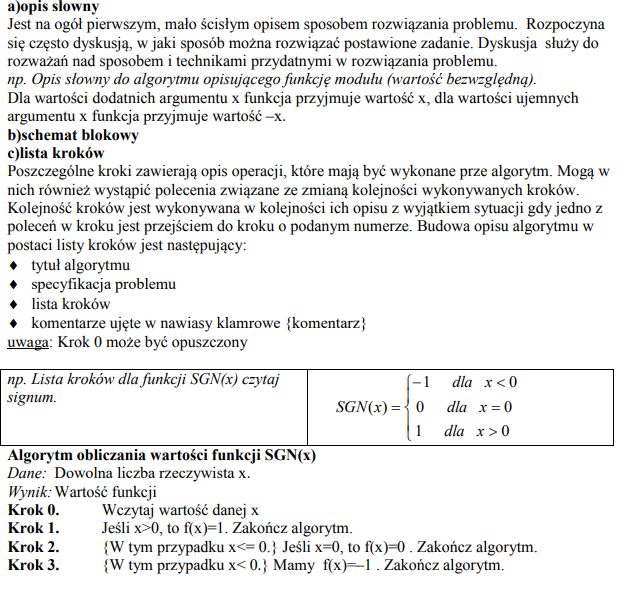 a)opis słowny
Jest na ogół pierwszym, mało ścisłym opisem sposobem rozwiązania problemu. Rozpoczyna
się często dyskusją, w jaki sposób można rozwiązać postawione zadanie. Dyskusja służy do
rozważań nad sposobem i technikami przydatnymi w rozwiązania problemu.
np. Opis słowny do algorytmu opisującego funkcję modułu (wartość bezwzględną).
Dla wartości dodatnich argumentu x funkcja przyjmuje wartość x, dla wartości ujemnych
argumentu x funkcja przyjmuje wartość –x.
b)schemat blokowy
c)lista kroków
Poszczególne kroki zawierają opis operacji, które mają być wykonane prze algorytm. Mogą w
nich również wystąpić polecenia związane ze zmianą kolejności wykonywanych kroków.
Kolejność kroków jest wykonywana w kolejności ich opisu z wyjątkiem sytuacji gdy jedno z
poleceń w kroku jest przejściem do kroku o podanym numerze. Budowa opisu algorytmu w
postaci listy kroków jest następujący:
♦ tytuł algorytmu
♦ specyfikacja problemu
♦ lista kroków
♦ komentarze ujęte w nawiasy klamrowe {komentarz}
uwaga: Krok 0 może być opuszczony
np. Lista kroków dla funkcji SGN(x) czytaj
signum.
SGN(x) = { −1 dla x < 0
0 dla x = 0
1 dla x > 0
Algorytm obliczania wartości funkcji SGN(x)
Dane: Dowolna liczba rzeczywista x.
Wynik: Wartość funkcji
Krok 0. Wczytaj wartość danej x
Krok 1. Jeśli x>0, to f(x)=1. Zakończ algorytm.
Krok 2. {W tym przypadku x<= 0.} Jeśli x=0, to f(x)=0 . Zakończ algorytm.
Krok 3. {W tym przypadku x< 0.} Mamy f(x)=–1 . Zakończ algorytm.